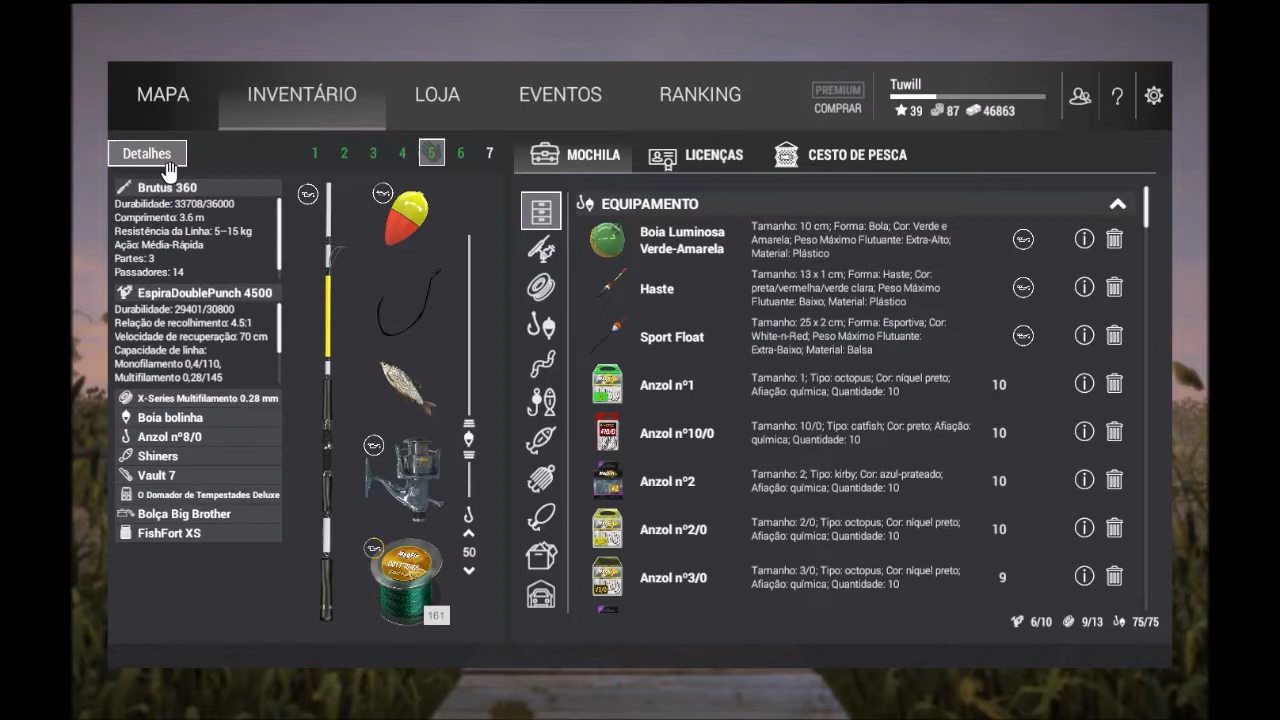 MAPA
INVENTÁRIO
LOJA
EVENTOS
RANKING
PREMIUM
COMPRAR
Tuwill
39 87 46863
?
Detalhes
1 2 3 4 5 6 7
MOCHILA
LICENÇAS
CESTO DE PESCA
Brutus 360
Durabilidade: 33708/36000
Comprimento: 3.6 m
Resistência da Linha: 5–15 kg
Ação: Média-Rápida
Partes: 3
Passadores: 14
EspiraDoublePunch 4500
Durabilidade: 29401/30800
Relação de recolhimento: 4.5:1
Velocidade de recuperação: 70 cm
Capacidade de linha:
Monofilamento 0,4/110,
Multifilamento 0,28/145
X-Series Multifilamento 0.28 mm
Boia bolinha
Anzol nº8/0
Shiners
Vault 7
O Domador de Tempestades Deluxe
Bolça Big Brother
FishFort XS
50
161
EQUIPAMENTO
Boia Luminosa
Verde-Amarela
Tamanho: 10 cm; Forma: Bola; Cor: Verde e
Amarela; Peso Máximo Flutuante: Extra-Alto;
Material: Plástico
Haste
Tamanho: 13 x 1 cm; Forma: Haste; Cor:
preta/vermelha/verde clara; Peso Máximo
Flutuante: Baixo; Material: Plástico
Sport Float
Tamanho: 25 x 2 cm; Forma: Esportiva; Cor:
White-n-Red; Peso Máximo Flutuante:
Extra-Baixo; Material: Balsa
Anzol nº1
Tamanho: 1; Tipo: octopus; Cor: níquel preto;
Afiação: química; Quantidade: 10
10
Anzol nº10/0
Tamanho: 10/0; Tipo: catfish; Cor: preto; Afiação:
química; Quantidade: 10
10
Anzol nº2
Tamanho: 2; Tipo: kirby; Cor: azul-prateado;
Afiação: química; Quantidade: 10
10
Anzol nº2/0
Tamanho: 2/0; Tipo: octopus; Cor: níquel preto;
Afiação: química; Quantidade: 10
10
Anzol nº3/0
Tamanho: 3/0; Tipo: octopus; Cor: níquel preto;
Afiação: química; Quantidade: 10
9
6/10 9/13 75/75